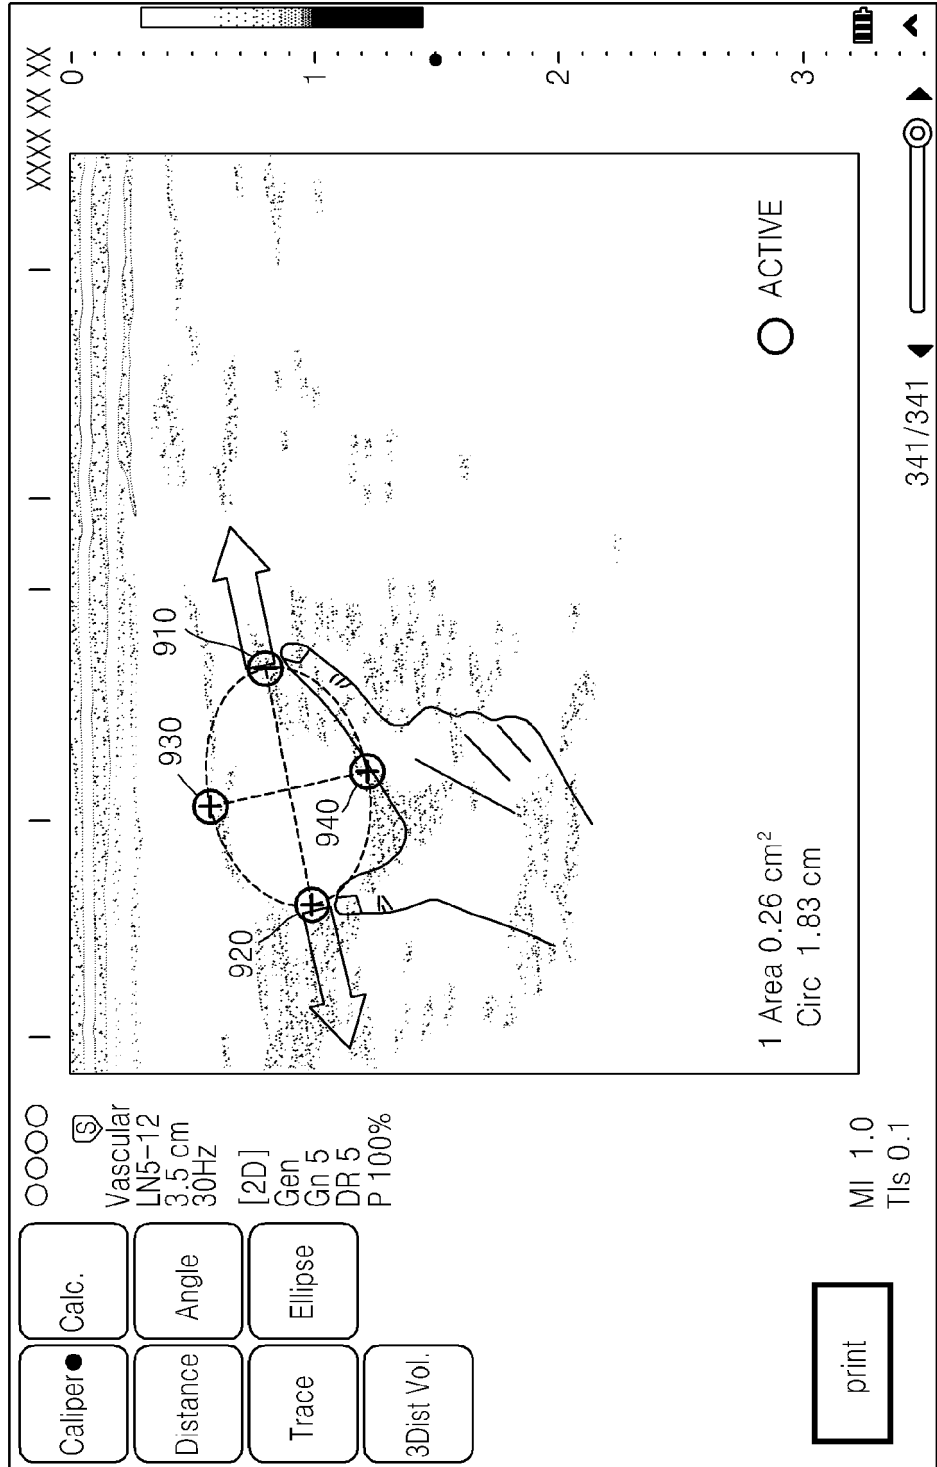 Caliper
Calc.
Distance
Angle
Trace
Ellipse
3Dist Vol.
print
S
Vascular
LN5-12
3.5 cm
30Hz
[2D]
Gen
Gn 5
DR 5
P 100%
MI 1.0
TIs 0.1
XXXX XX XX
0
1
2
3
910
920
930
940
1 Area 0.26 cm²
Circ 1.83 cm
ACTIVE
341/341